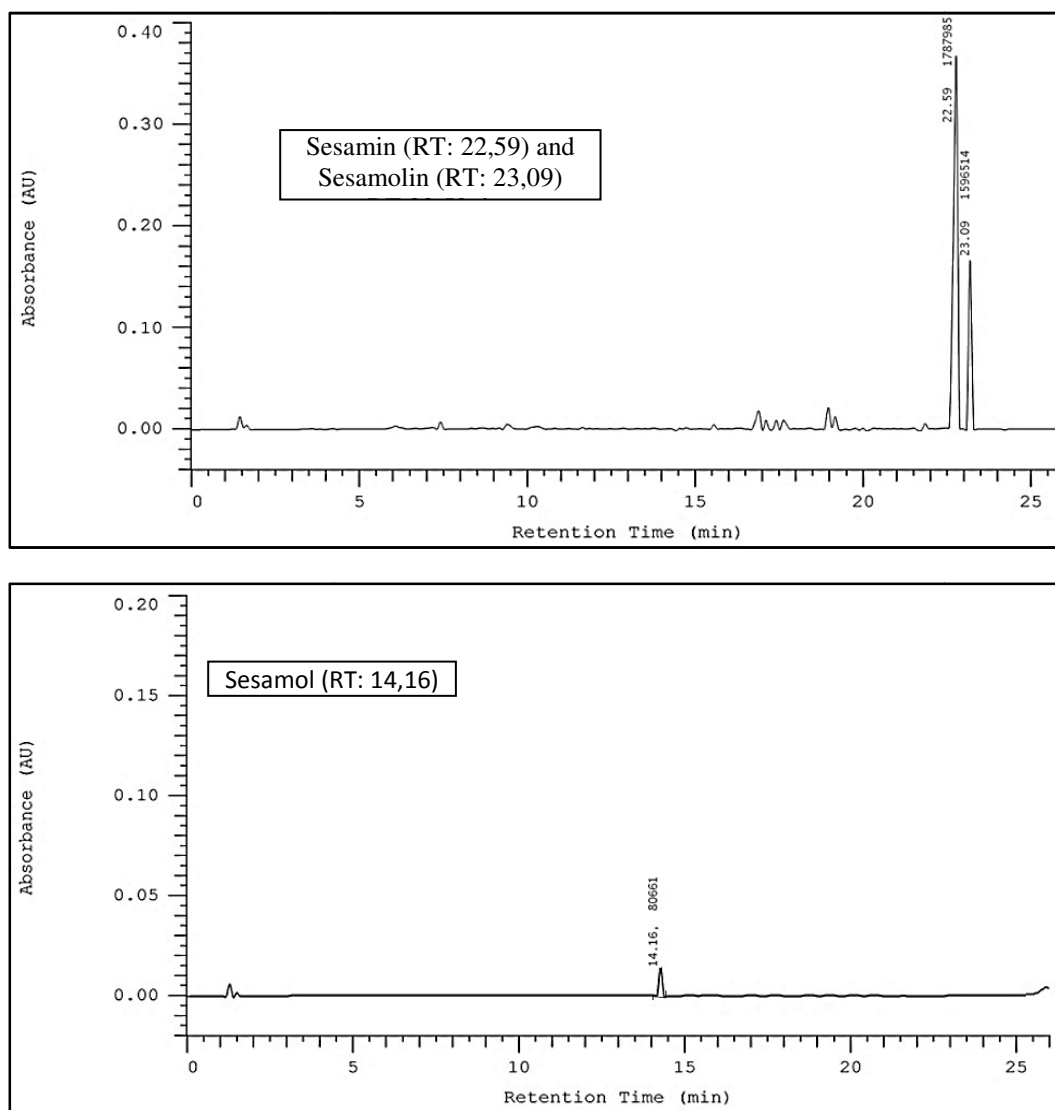 0.40
0.30
0.20
0.10
0.00
Absorbance (AU)
Sesamin (RT: 22,59) and
Sesamolin (RT: 23,09)
22.59 1787985
23.09 1596514
0 5 10 15 20 25
Retention Time (min)
0.20
0.15
0.10
0.05
0.00
Absorbance (AU)
Sesamol (RT: 14,16)
14.16, 80661
0 5 10 15 20 25
Retention Time (min)